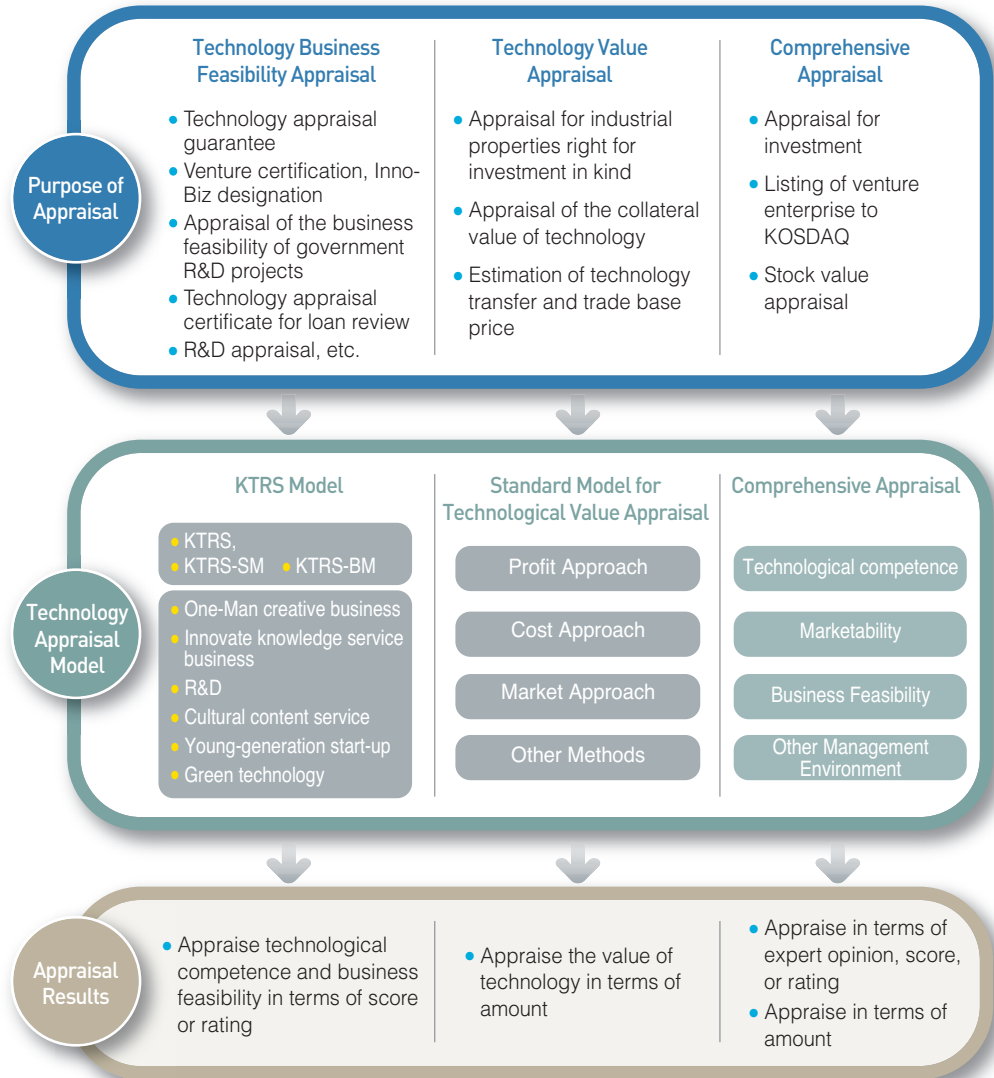 Purpose of
Appraisal
Technology Business
Feasibility Appraisal
• Technology appraisal
guarantee
• Venture certification, Inno-
Biz designation
• Appraisal of the business
feasibility of government
R&D projects
• Technology appraisal
certificate for loan review
• R&D appraisal, etc.
Technology Value
Appraisal
• Appraisal for industrial
properties right for
investment in kind
• Appraisal of the collateral
value of technology
• Estimation of technology
transfer and trade base
price
Comprehensive
Appraisal
• Appraisal for
investment
• Listing of venture
enterprise to
KOSDAQ
• Stock value
appraisal
Technology
Appraisal
Model
KTRS Model
• KTRS,
• KTRS-SM • KTRS-BM
• One-Man creative business
• Innovate knowledge service
business
• R&D
• Cultural content service
• Young-generation start-up
• Green technology
Standard Model for
Technological Value Appraisal
Profit Approach
Cost Approach
Market Approach
Other Methods
Comprehensive Appraisal
Technological competence
Marketability
Business Feasibility
Other Management
Environment
Appraisal
Results
• Appraise technological
competence and business
feasibility in terms of score
or rating
• Appraise the value of
technology in terms of
amount
• Appraise in terms of
expert opinion, score,
or rating
• Appraise in terms of
amount